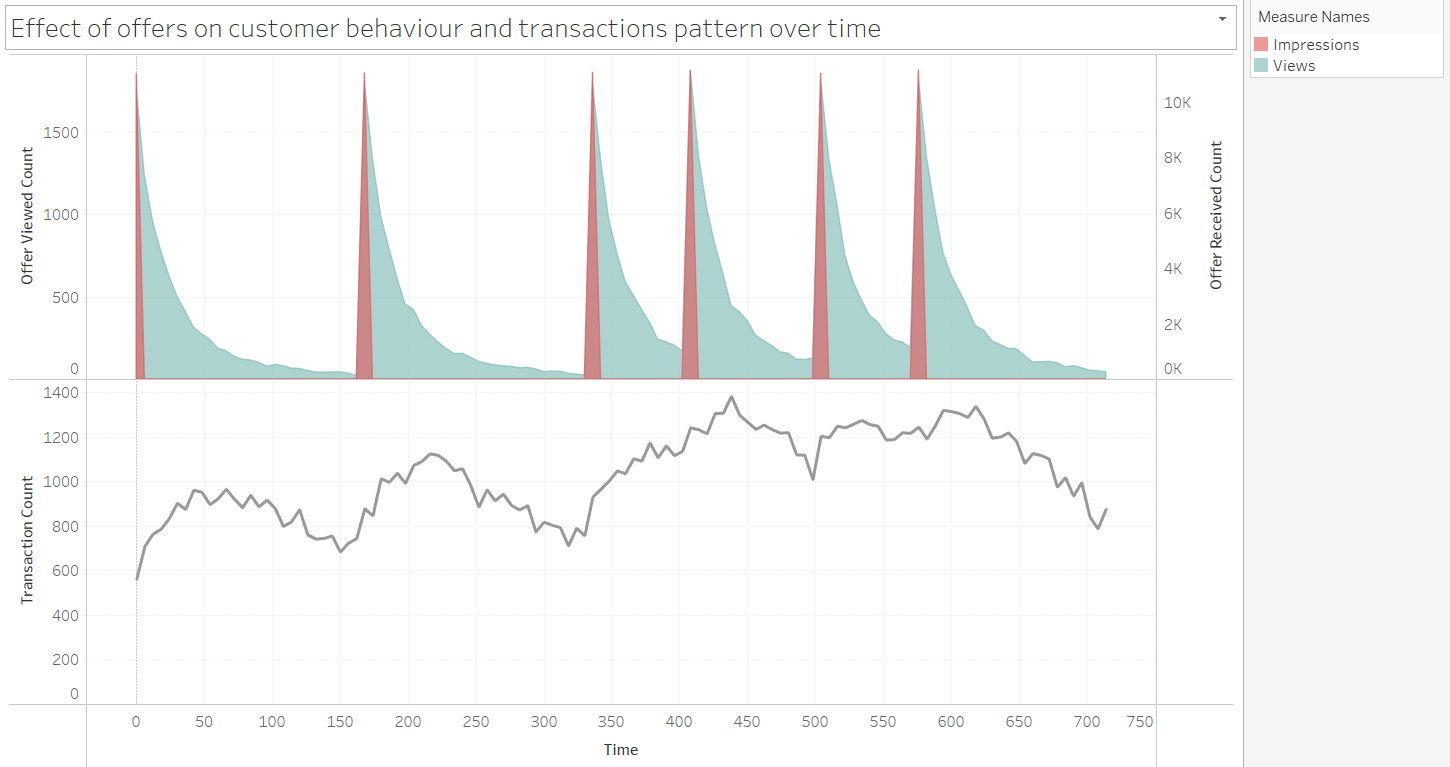 Effect of offers on customer behaviour and transactions pattern over time
Measure Names
Impressions
Views
Offer Viewed Count
1500
1000
500
0
10K
8K
6K
4K
2K
0K
Offer Received Count
Transaction Count
1400
1200
1000
800
600
400
200
0
0 50 100 150 200 250 300 350 400 450 500 550 600 650 700 750
Time